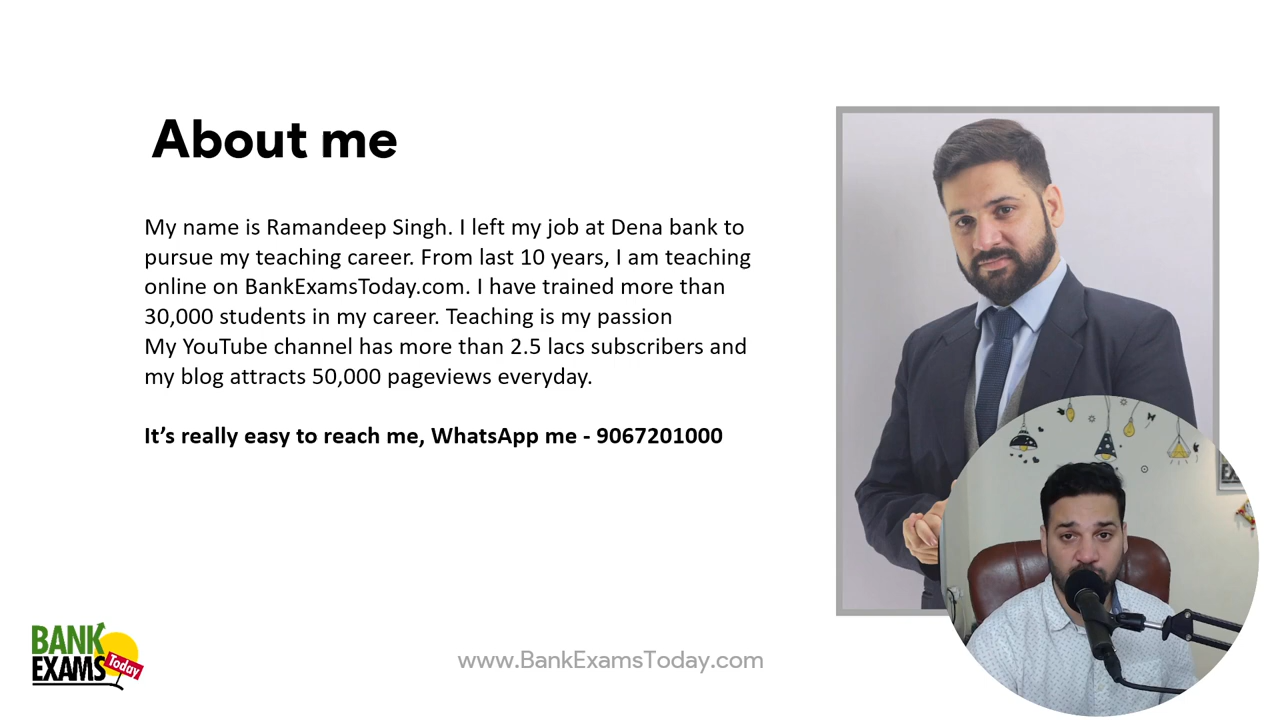 About me
My name is Ramandeep Singh. I left my job at Dena bank to
pursue my teaching career. From last 10 years, I am teaching
online on BankExamsToday.com. I have trained more than
30,000 students in my career. Teaching is my passion
My YouTube channel has more than 2.5 lacs subscribers and
my blog attracts 50,000 pageviews everyday.
It’s really easy to reach me, WhatsApp me - 9067201000
BANK
EXAMS
Today
www.BankExamsToday.com